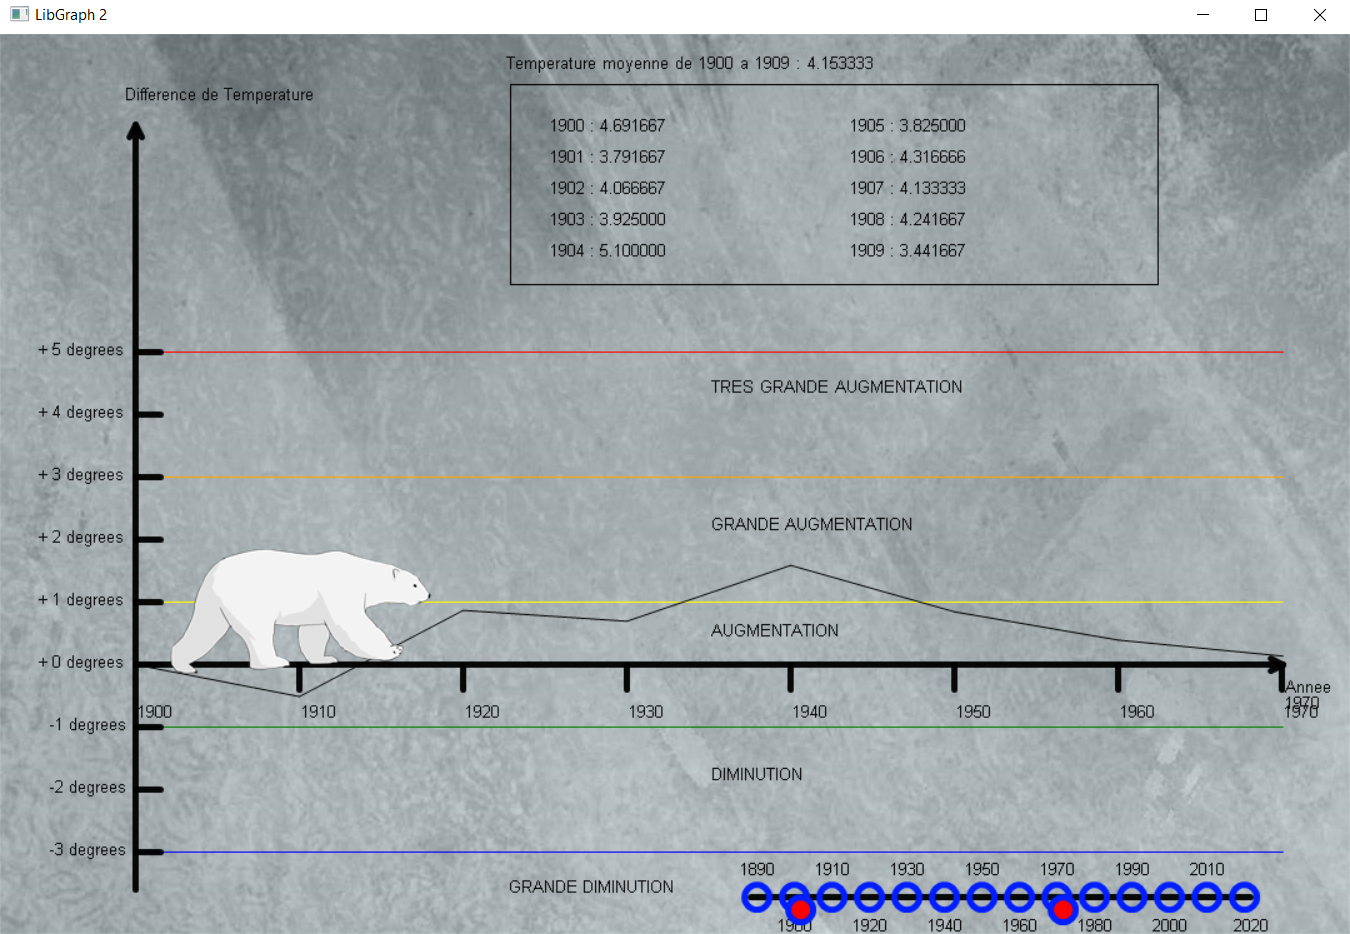 LibGraph 2
Temperature moyenne de 1900 a 1909 : 4.153333
Difference de Temperature
1900 : 4.691667
1901 : 3.791667
1902 : 4.066667
1903 : 3.925000
1904 : 5.100000
1905 : 3.825000
1906 : 4.316666
1907 : 4.133333
1908 : 4.241667
1909 : 3.441667
+ 5 degrees
TRES GRANDE AUGMENTATION
+ 4 degrees
+ 3 degrees
GRANDE AUGMENTATION
+ 2 degrees
+ 1 degrees
AUGMENTATION
+ 0 degrees
Annee
1970
1900 1910 1920 1930 1940 1950 1960 1970
-1 degrees
DIMINUTION
-2 degrees
-3 degrees
GRANDE DIMINUTION
1890 1910 1930 1950 1970 1990 2010
1900 1920 1940 1960 1980 2000 2020